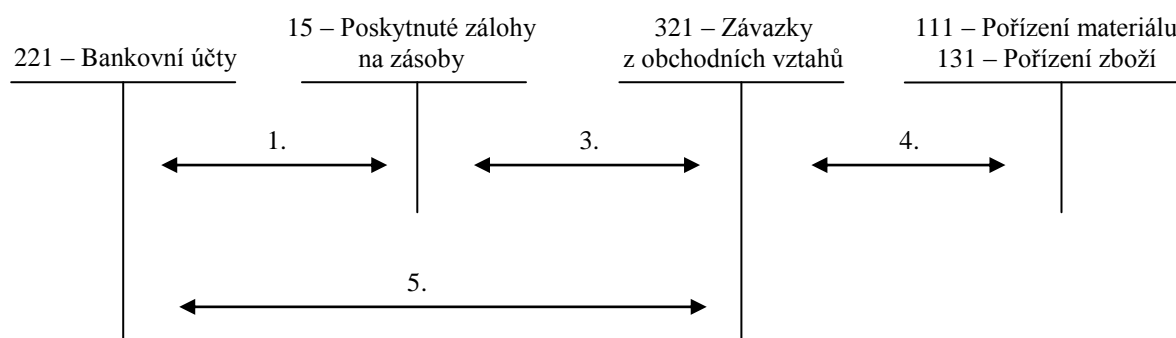 221 – Bankovní účty
15 – Poskytnuté zálohy
na zásoby
321 – Závazky
z obchodních vztahů
111 – Pořízení materiálu
131 – Pořízení zboží
1.
3.
4.
5.